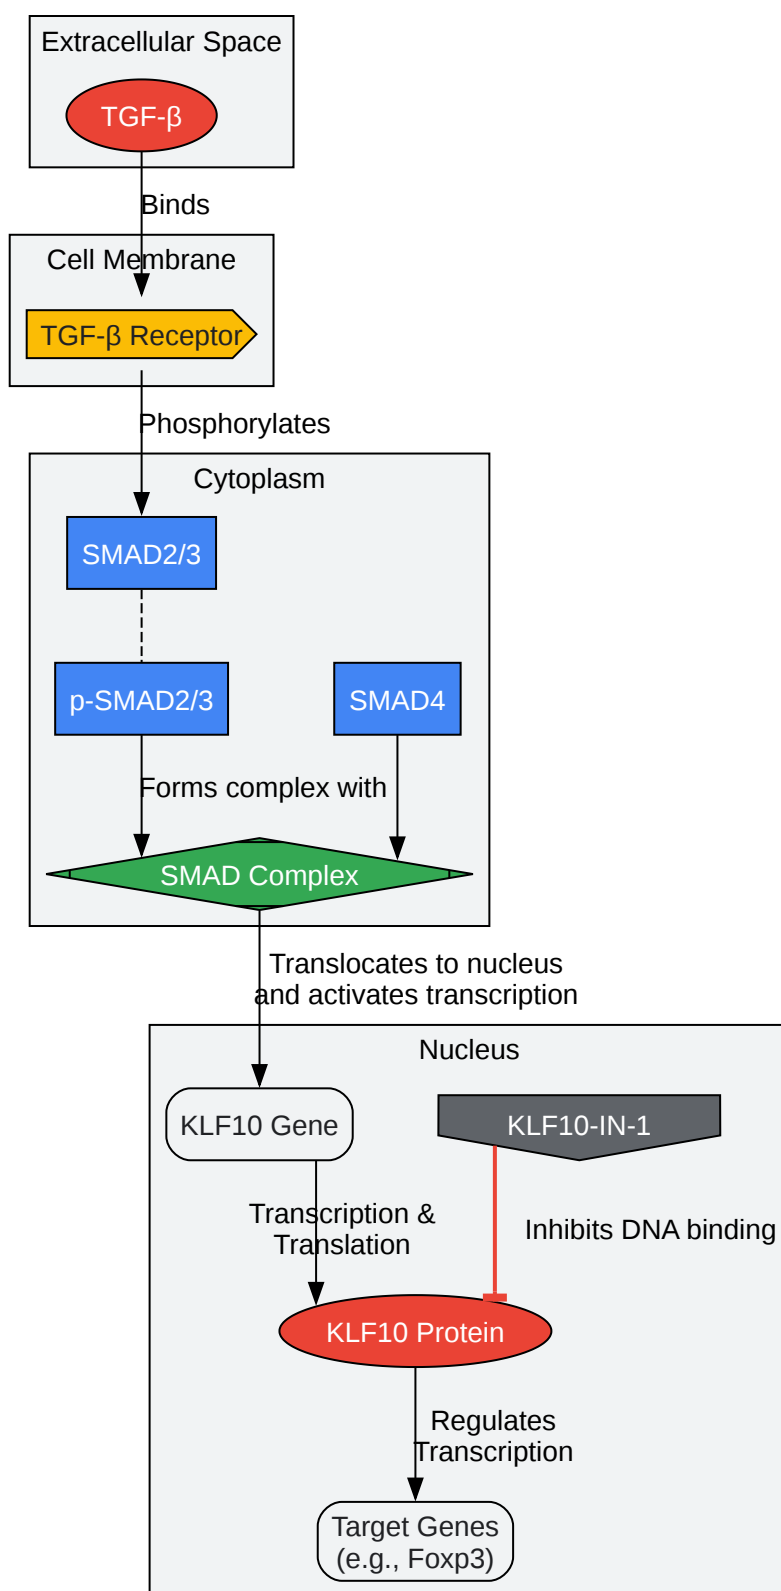 Extracellular Space
TGF-β
Binds
Cell Membrane
TGF-β Receptor
Phosphorylates
Cytoplasm
SMAD2/3
p-SMAD2/3
SMAD4
Forms complex with
SMAD Complex
Translocates to nucleus
and activates transcription
Nucleus
KLF10 Gene
KLF10-IN-1
Transcription &
Translation
Inhibits DNA binding
KLF10 Protein
Regulates
Transcription
Target Genes
(e.g., Foxp3)